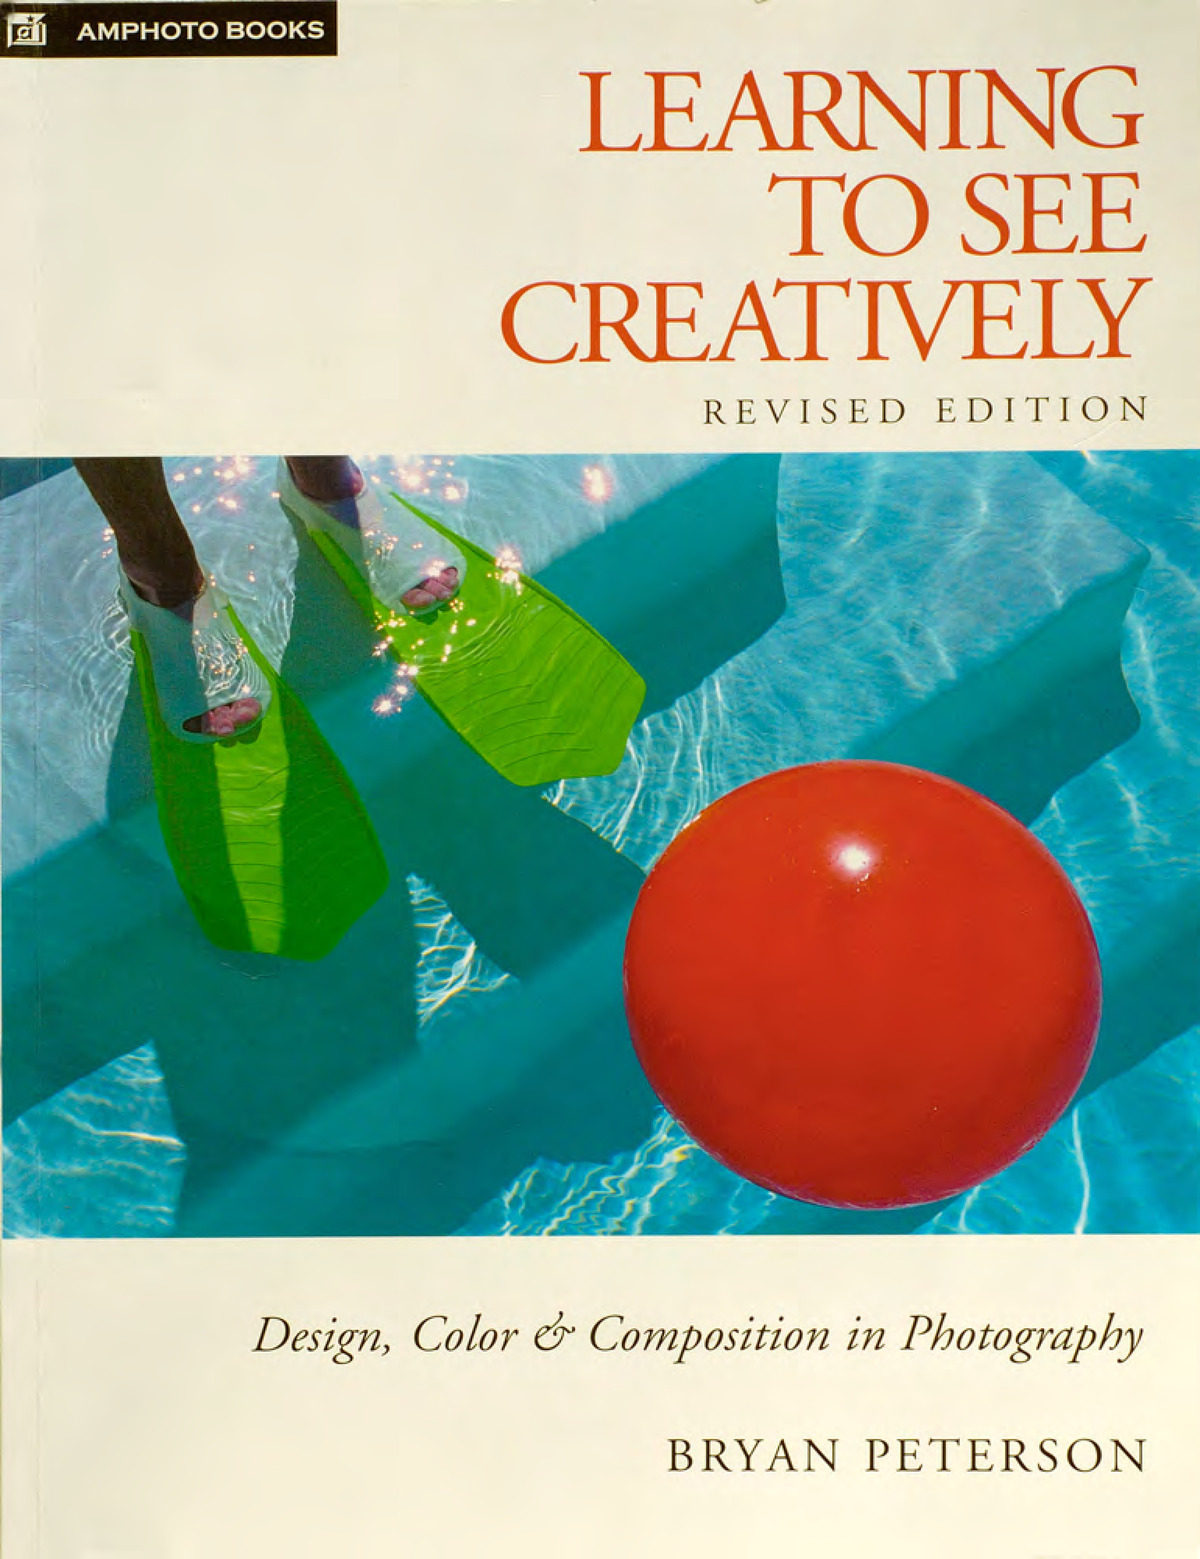 AMPHOTO BOOKS
LEARNING
TO SEE
CREATIVELY
REVISED EDITION
Design, Color & Composition in Photography
BRYAN PETERSON